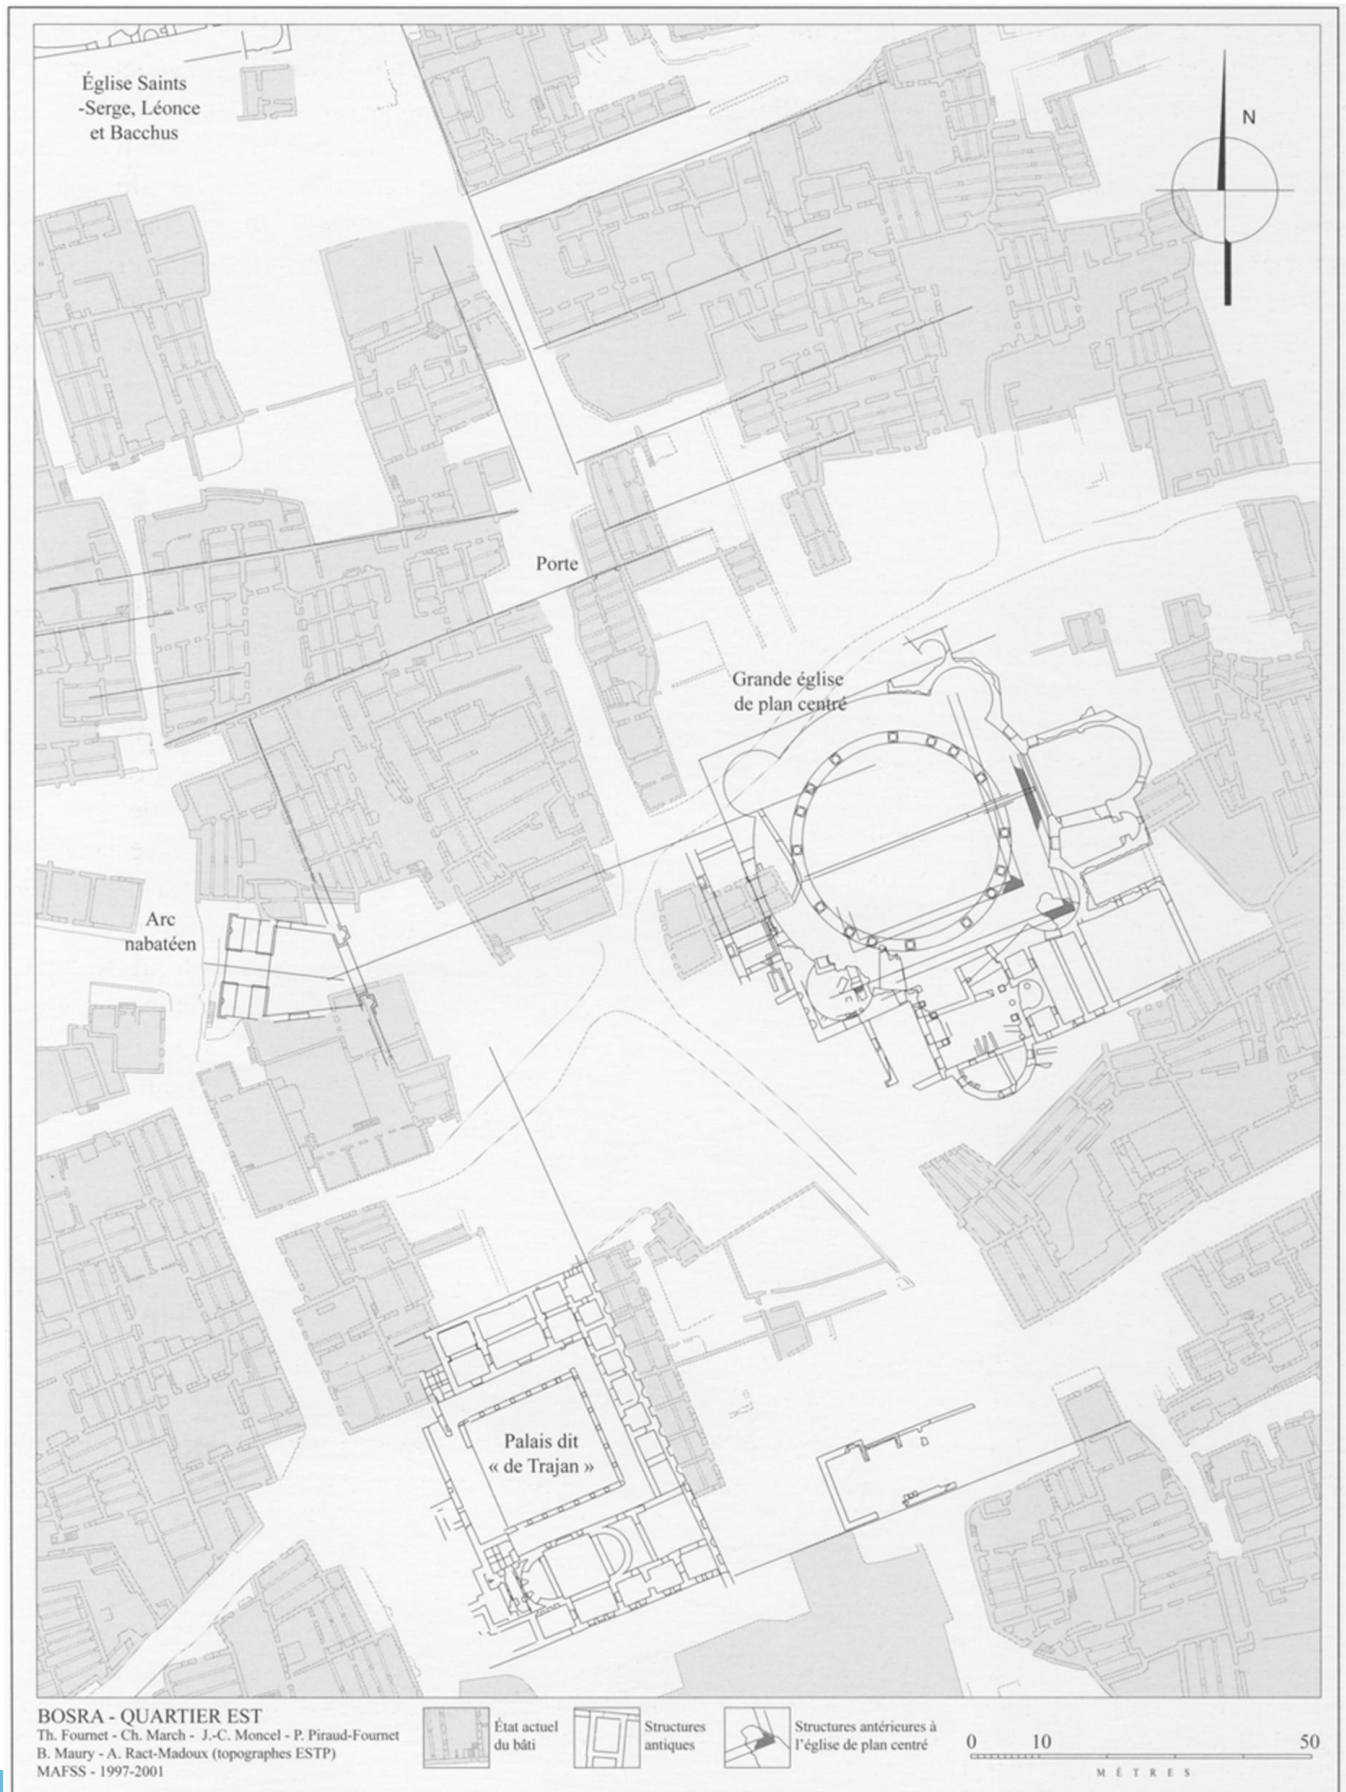 Église Saints
-Serge, Léonce
et Bacchus
N
Porte
Grande église
de plan centré
Arc
nabatéen
Palais dit
« de Trajan »
BOSRA - QUARTIER EST
Th. Fournet - Ch. March - J.-C. Moncel - P. Piraud-Fournet
B. Maury - A. Ract-Madoux (topographes ESTP)
MAFSS - 1997-2001
État actuel
du bâti
Structures
antiques
Structures antérieures à
l'église de plan centré
0 10 50
MÉTRES